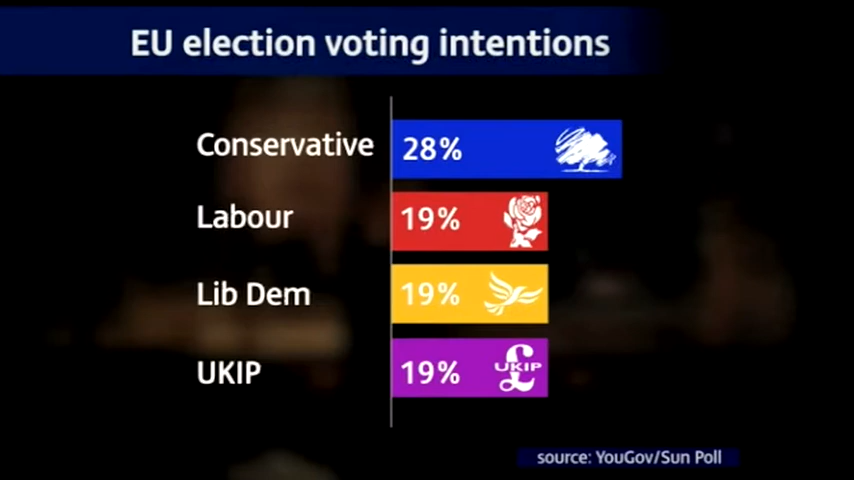 EU election voting intentions
Conservative 28%
Labour 19%
Lib Dem 19%
UKIP 19% UKIP £
source: YouGov/Sun Poll